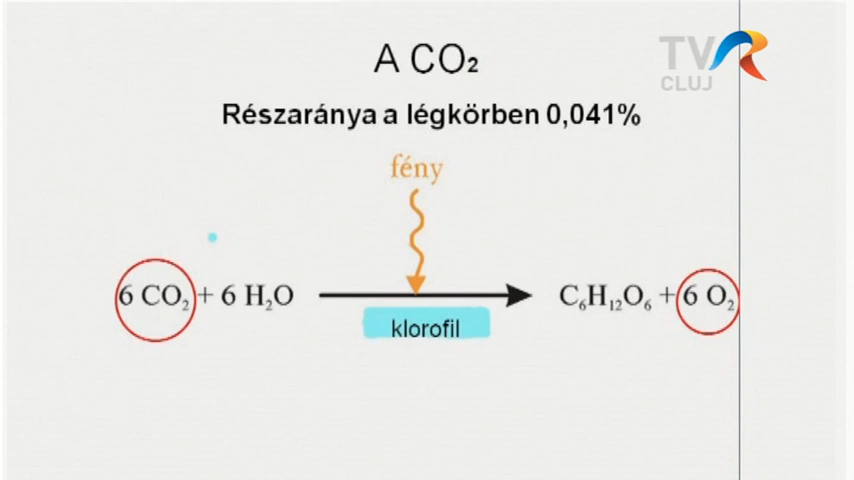 A CO₂
TVR
CLUJ
Részaránya a légkörben 0,041%
fény
6 CO₂ + 6 H₂O C₆H₁₂O₆ + 6 O₂
klorofil